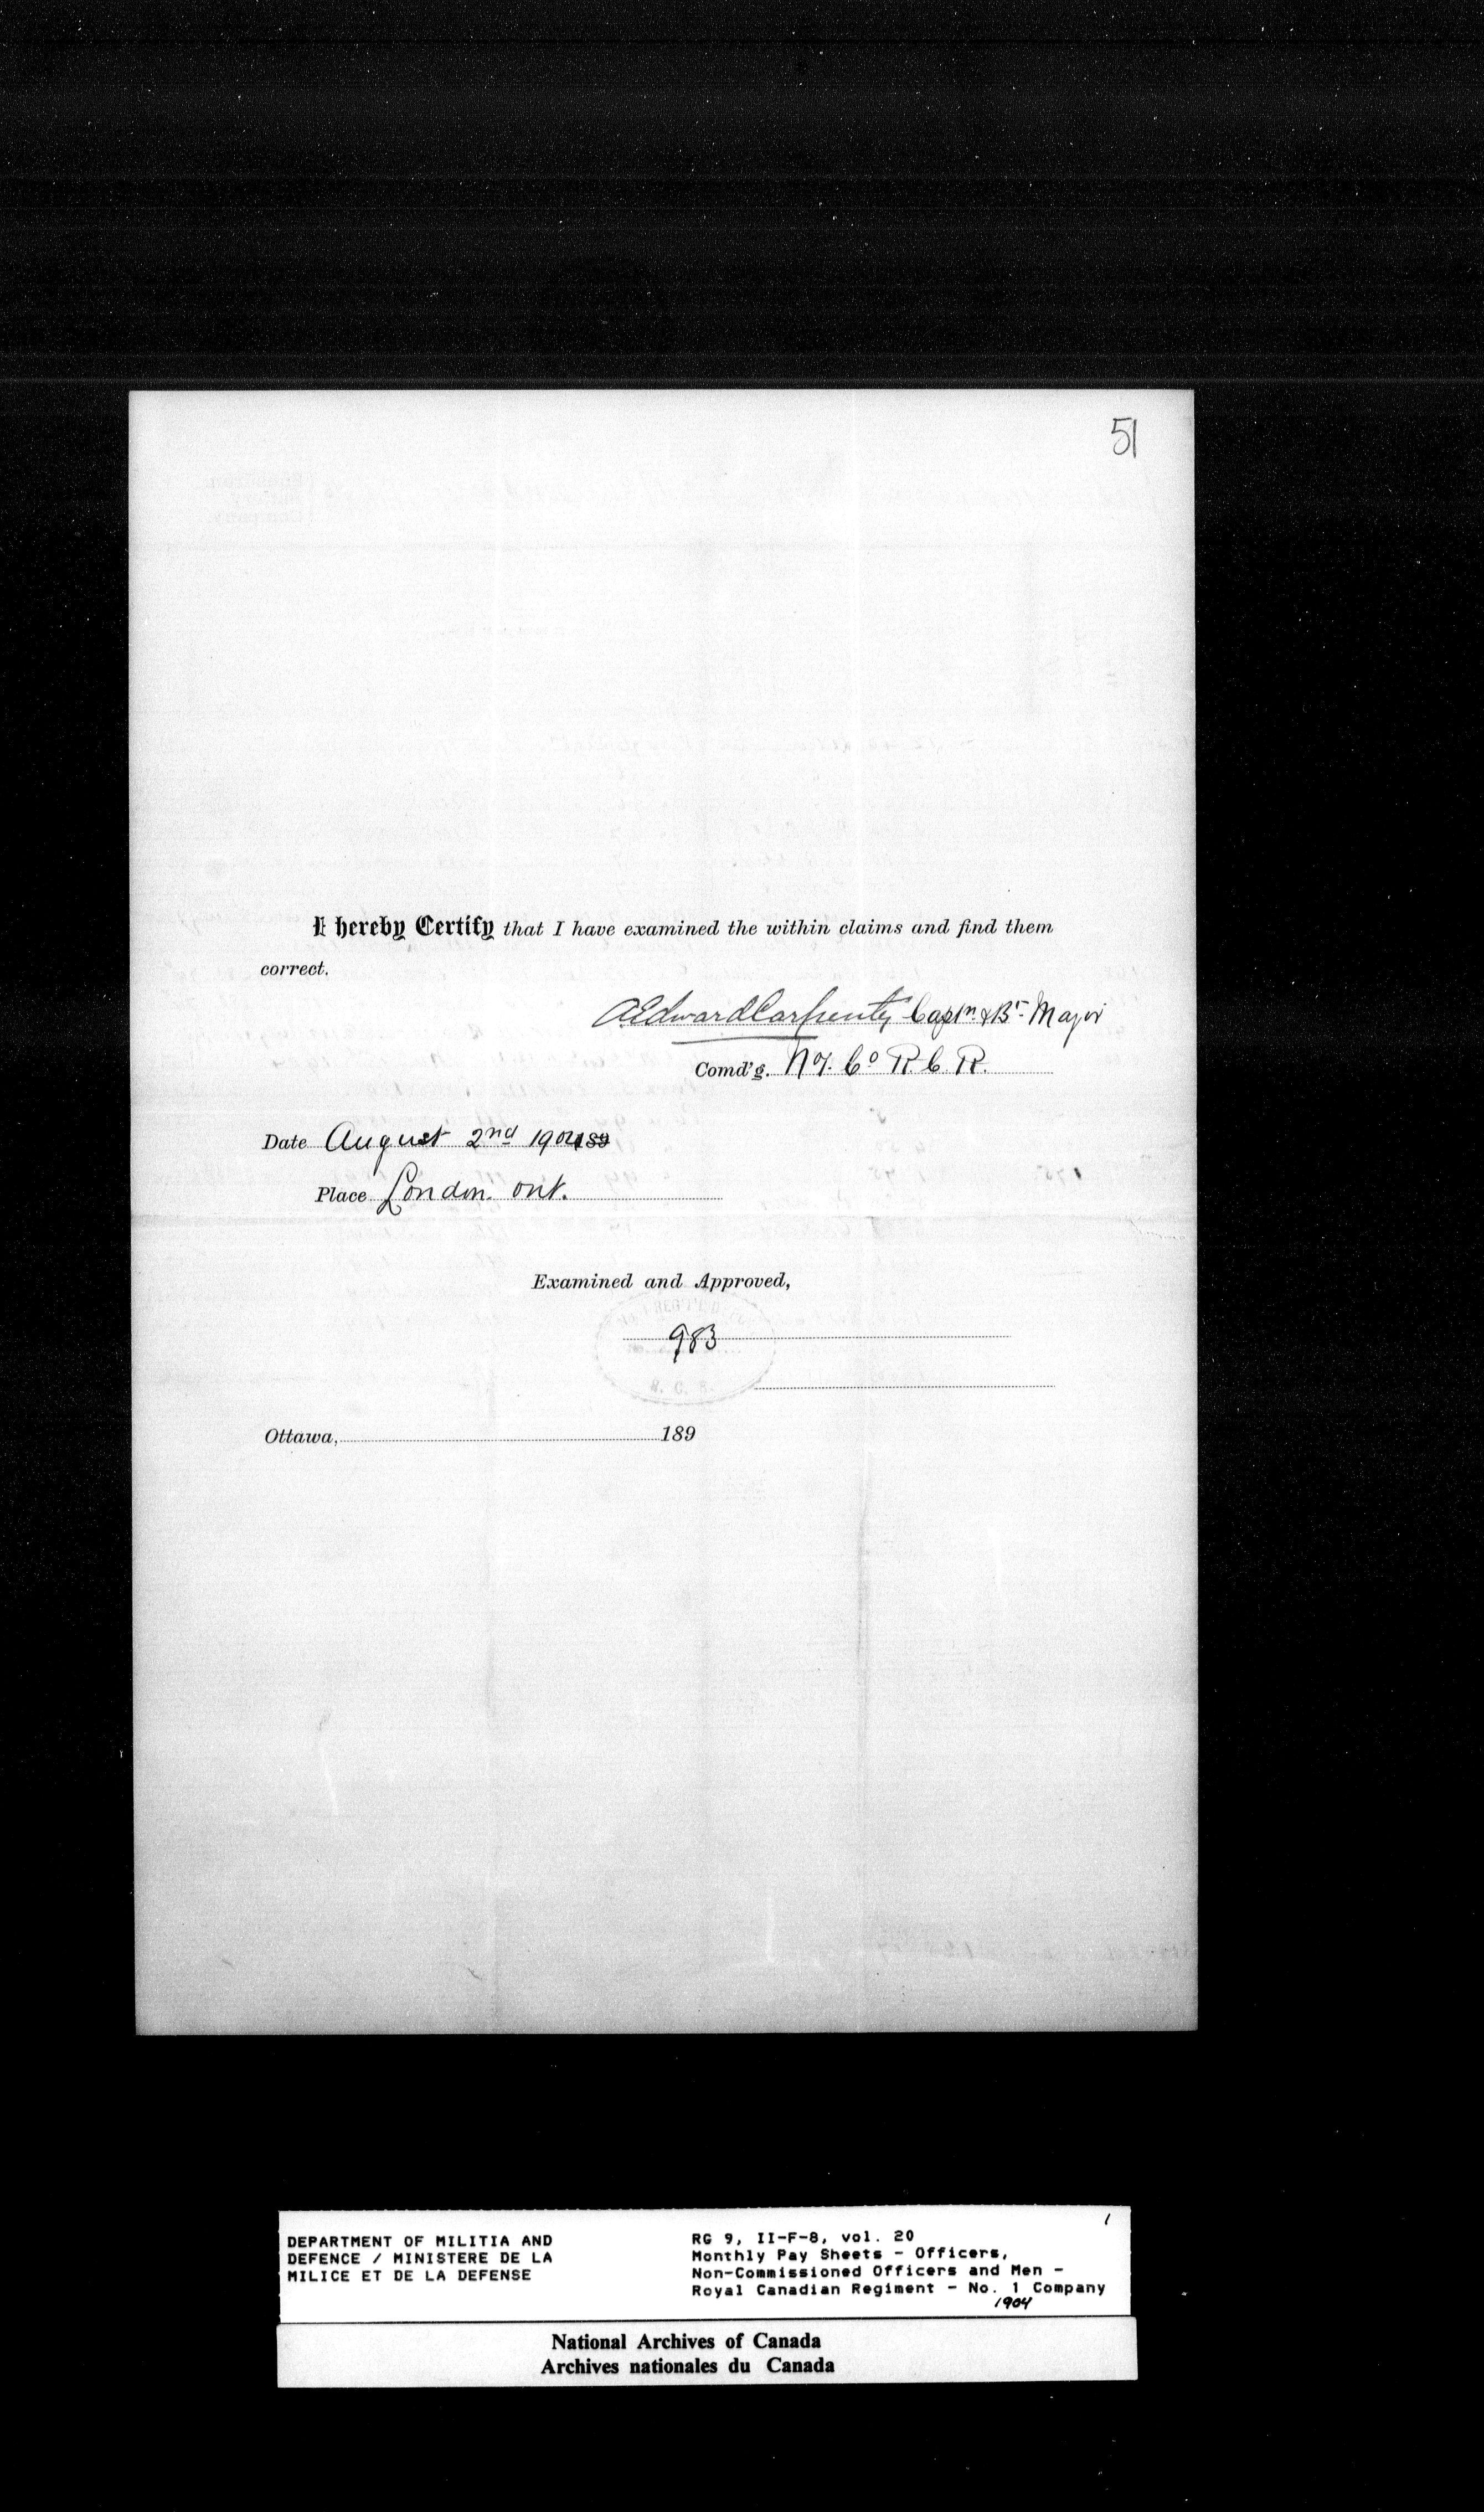 51
I hereby Certify that I have examined the within claims and find them
correct.
A Edward Carpenter Captn. & Bt. Major
Comd'g. No 1. Co R. C. R.
Date August 2nd 1904 189
Place London. Ont.
Examined and Approved,
983
R. C. R.
Ottawa, 189
1
DEPARTMENT OF MILITIA AND
DEFENCE / MINISTERE DE LA
MILICE ET DE LA DEFENSE
RG 9, II-F-8, vol. 20
Monthly Pay Sheets - Officers,
Non-Commissioned Officers and Men -
Royal Canadian Regiment - No. 1 Company
1904
National Archives of Canada
Archives nationales du Canada